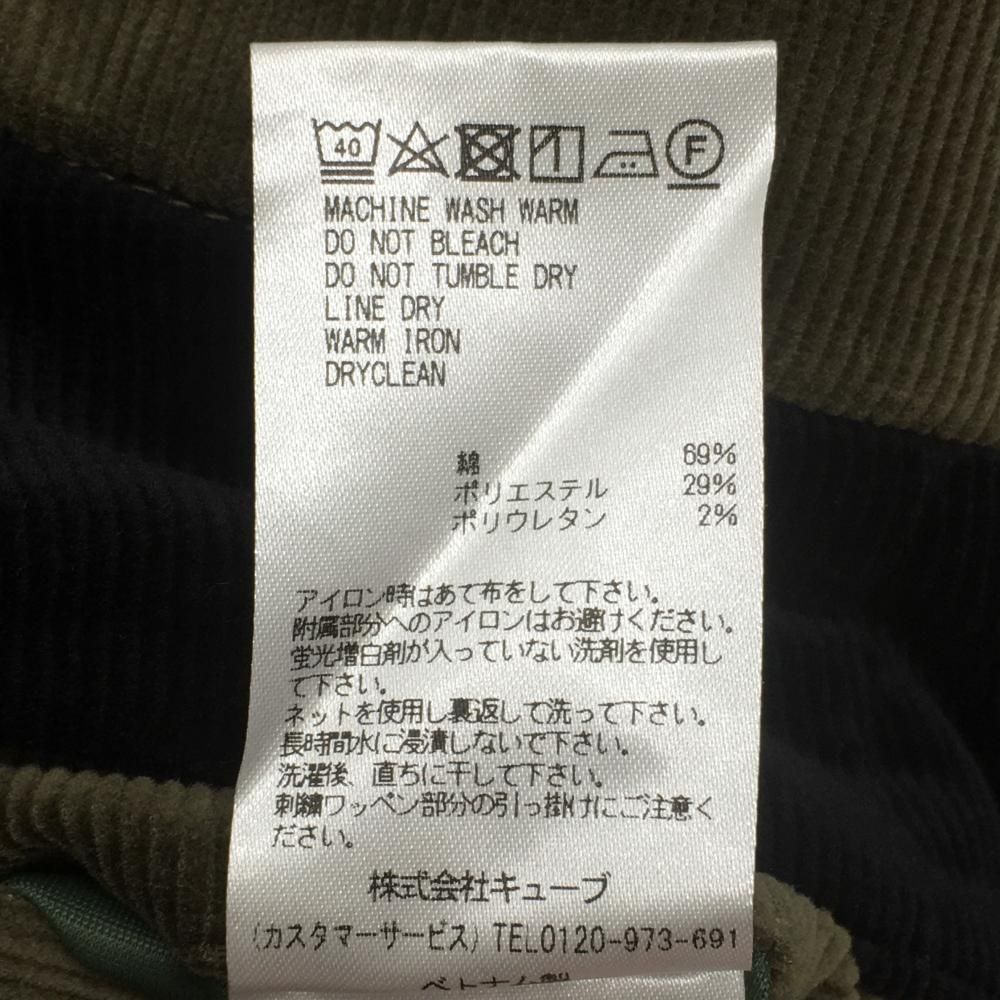 40
F
MACHINE WASH WARM
DO NOT BLEACH
DO NOT TUMBLE DRY
LINE DRY
WARM IRON
DRYCLEAN
綿 69%
ポリエステル 29%
ポリウレタン 2%
アイロン時はあて布をして下さい。
附属部分へのアイロンはお避けください。
蛍光増白剤が入っていない洗剤を使用し
て下さい。
ネットを使用し裏返して洗って下さい。
長時間水に浸漬しないで下さい。
洗濯後、直ちに干して下さい。
刺繍ワッペン部分の引っ掛けにご注意く
ださい。
株式会社キューブ
(カスタマーサービス) TEL0120-973-691
ベトナム製